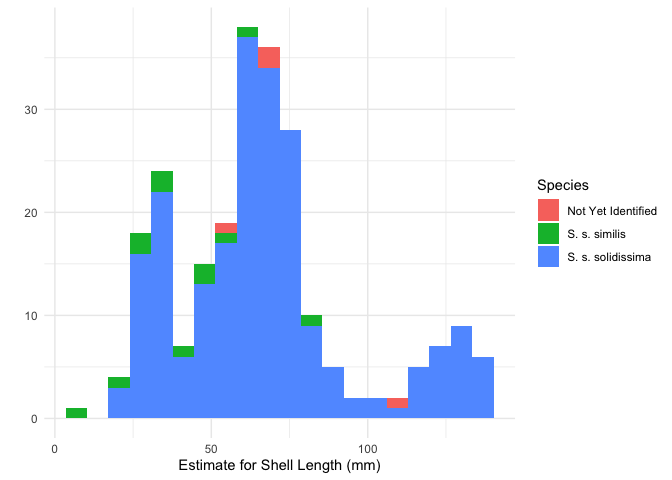 30
20
10
0
0
50
100
Estimate for Shell Length (mm)
Species
Not Yet Identified
S. s. similis
S. s. solidissima